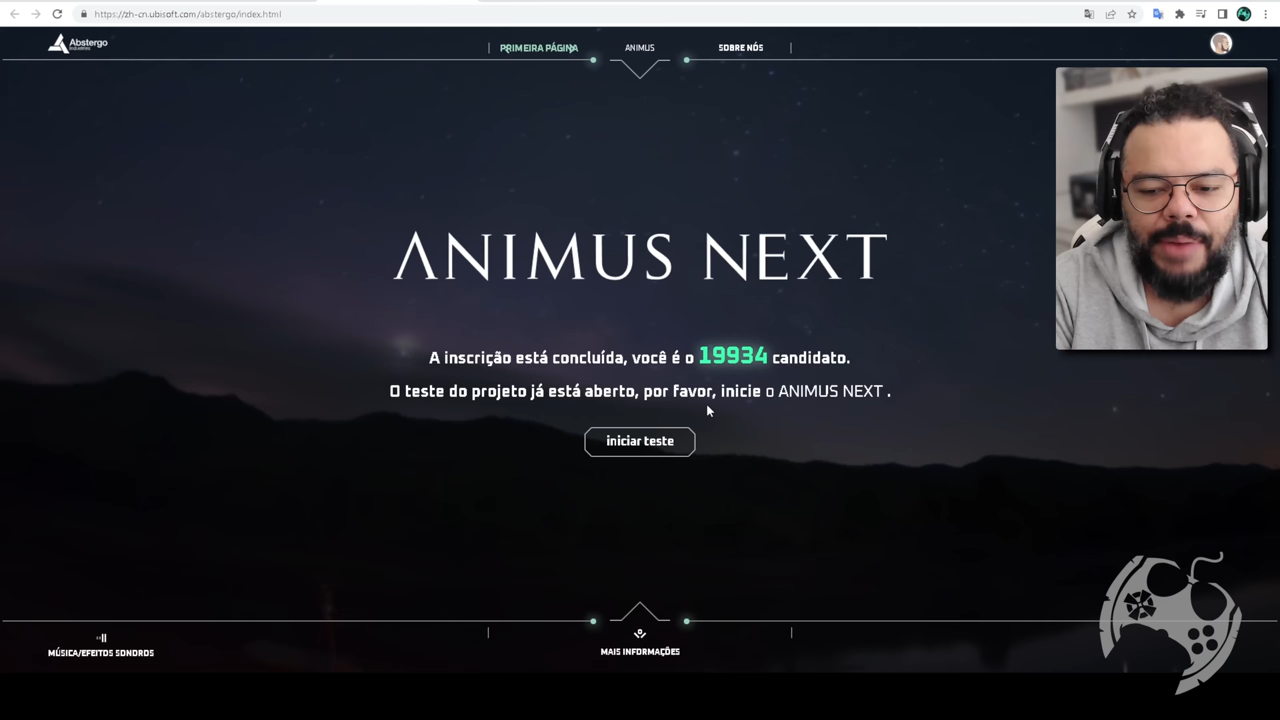 https://zh-cn.ubisoft.com/abstergo/index.html
Abstergo
Industries
PRIMEIRA PÁGINA
ANIMUS
SOBRE NÓS
ANIMUS NEXT
A inscrição está concluída, você é o 19934 candidato.
O teste do projeto já está aberto, por favor, inicie o ANIMUS NEXT .
iniciar teste
MÚSICA/EFEITOS SONOROS
MAIS INFORMAÇÕES